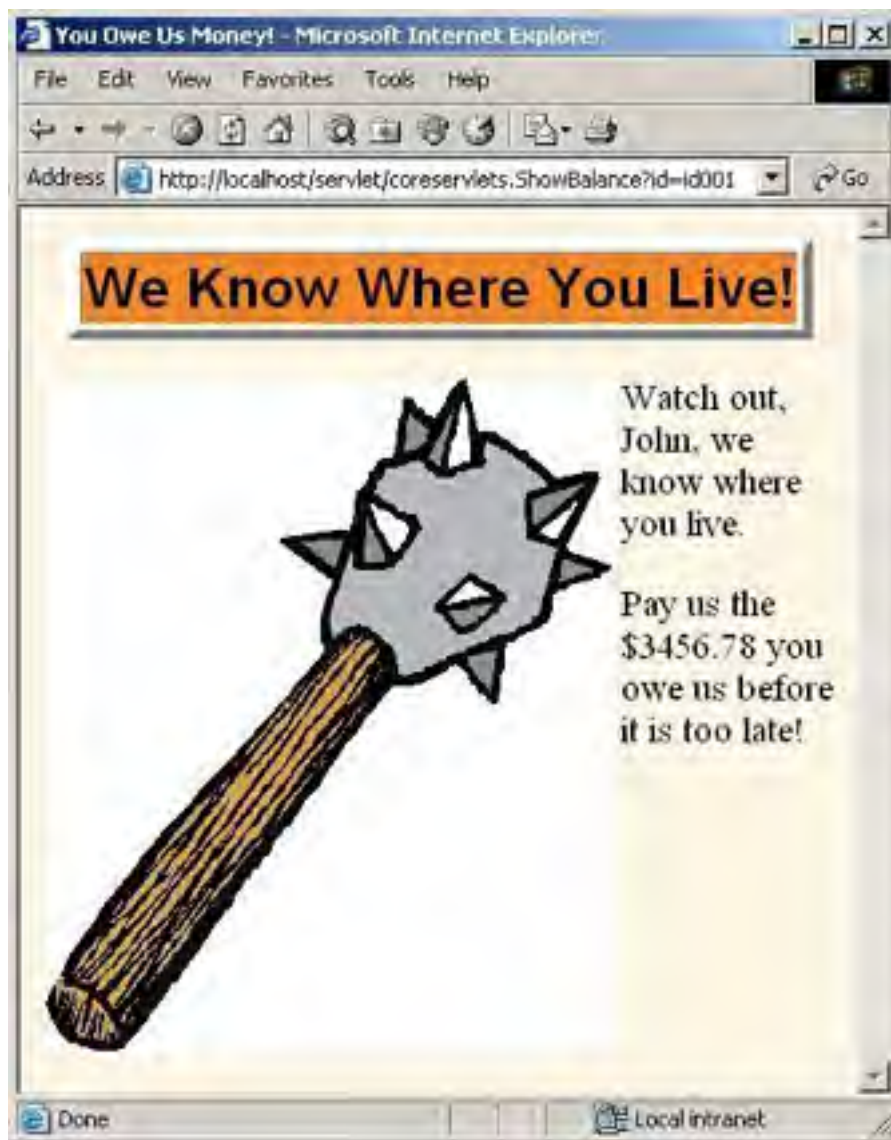 You Owe Us Money! - Microsoft Internet Explorer
File Edit View Favorites Tools Help
Address http://localhost/servlet/coreservlets.ShowBalance?id=id001 Go
We Know Where You Live!
Watch out,
John, we
know where
you live.
Pay us the
$3456.78 you
owe us before
it is too late!
Done Local intranet